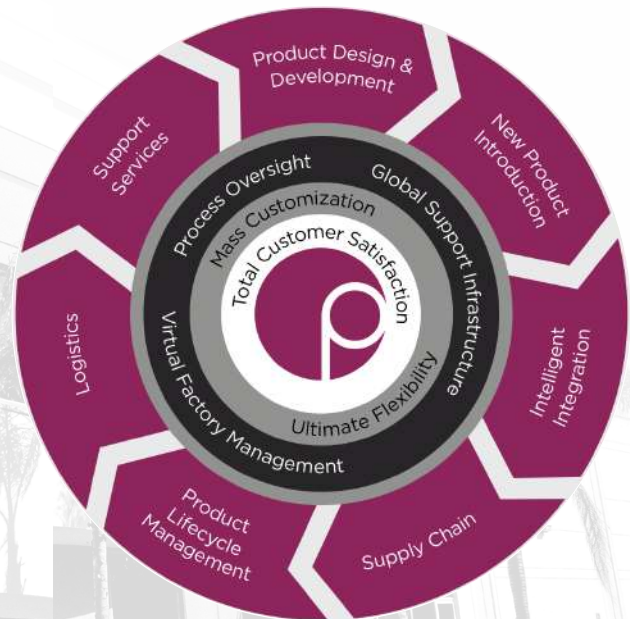 Product Design &
Development
New Product
Introduction
Intelligent
Integration
Supply Chain
Product
Lifecycle
Management
Logistics
Support
Services
Process Oversight
Global Support Infrastructure
Virtual Factory Management
Mass Customization
Ultimate Flexibility
Total Customer Satisfaction
p